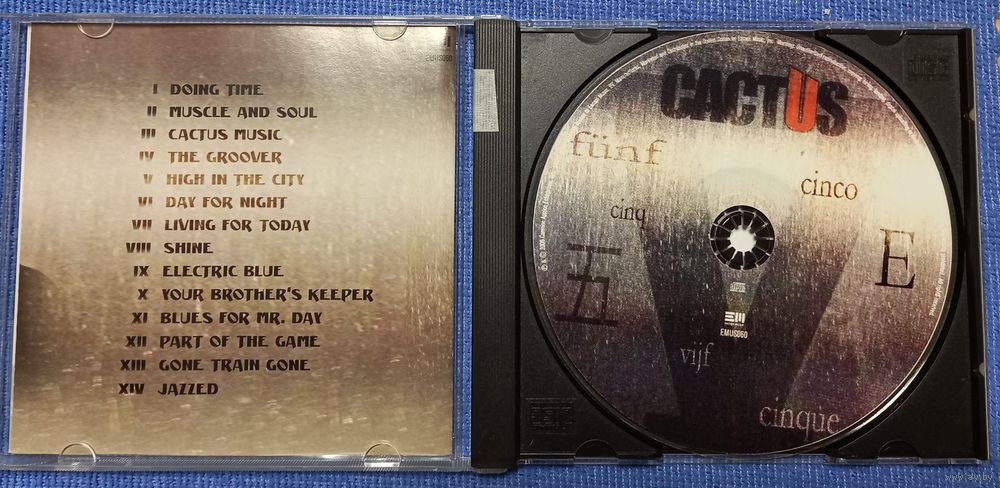 EMUS060
I DOING TIME
II MUSCLE AND SOUL
III CACTUS MUSIC
IV THE GROOVER
V HIGH IN THE CITY
VI DAY FOR NIGHT
VII LIVING FOR TODAY
VIII SHINE
IX ELECTRIC BLUE
X YOUR BROTHER'S KEEPER
XI BLUES FOR MR. DAY
XII PART OF THE GAME
XIII GONE TRAIN GONE
XIV JAZZED
CACTUS
fünf
cinco
cinq
五
E
V
EMUS060
vijf
cinque
www.ay.by